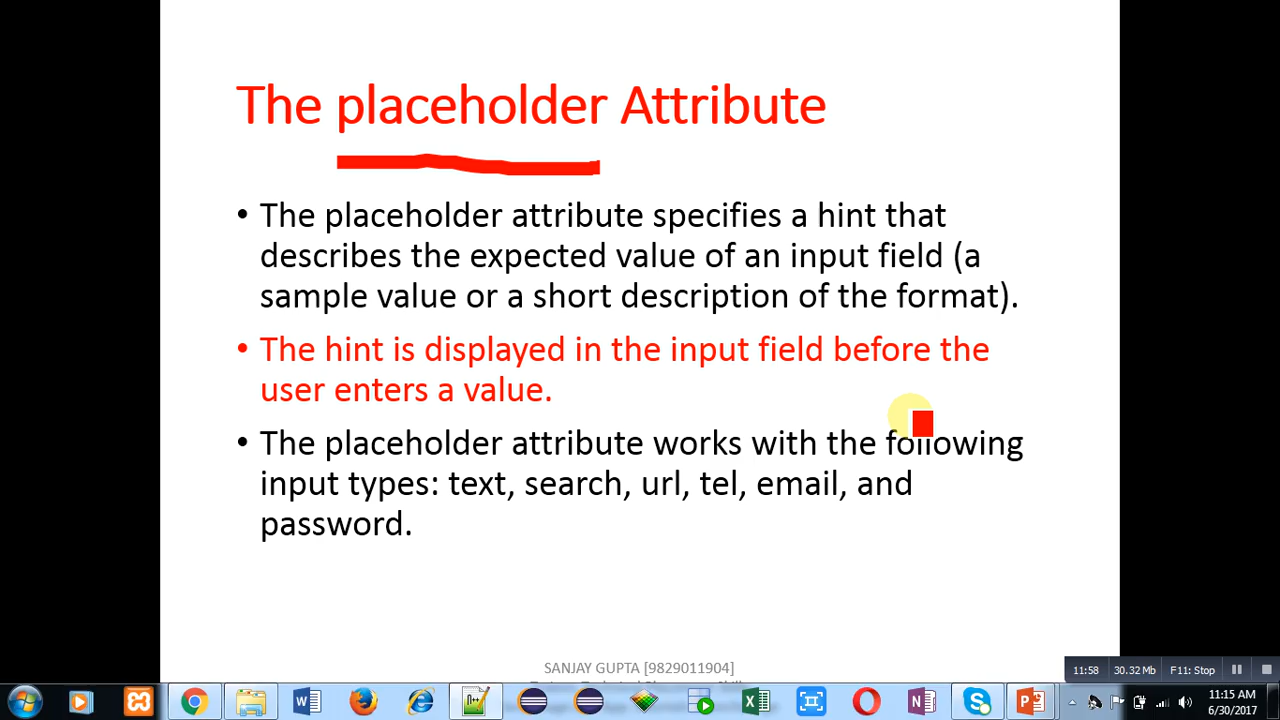 The placeholder Attribute
• The placeholder attribute specifies a hint that
describes the expected value of an input field (a
sample value or a short description of the format).
• The hint is displayed in the input field before the
user enters a value.
• The placeholder attribute works with the following
input types: text, search, url, tel, email, and
password.
SANJAY GUPTA [9829011904]
11:58 30.32 Mb F11: Stop
11:15 AM
6/30/2017